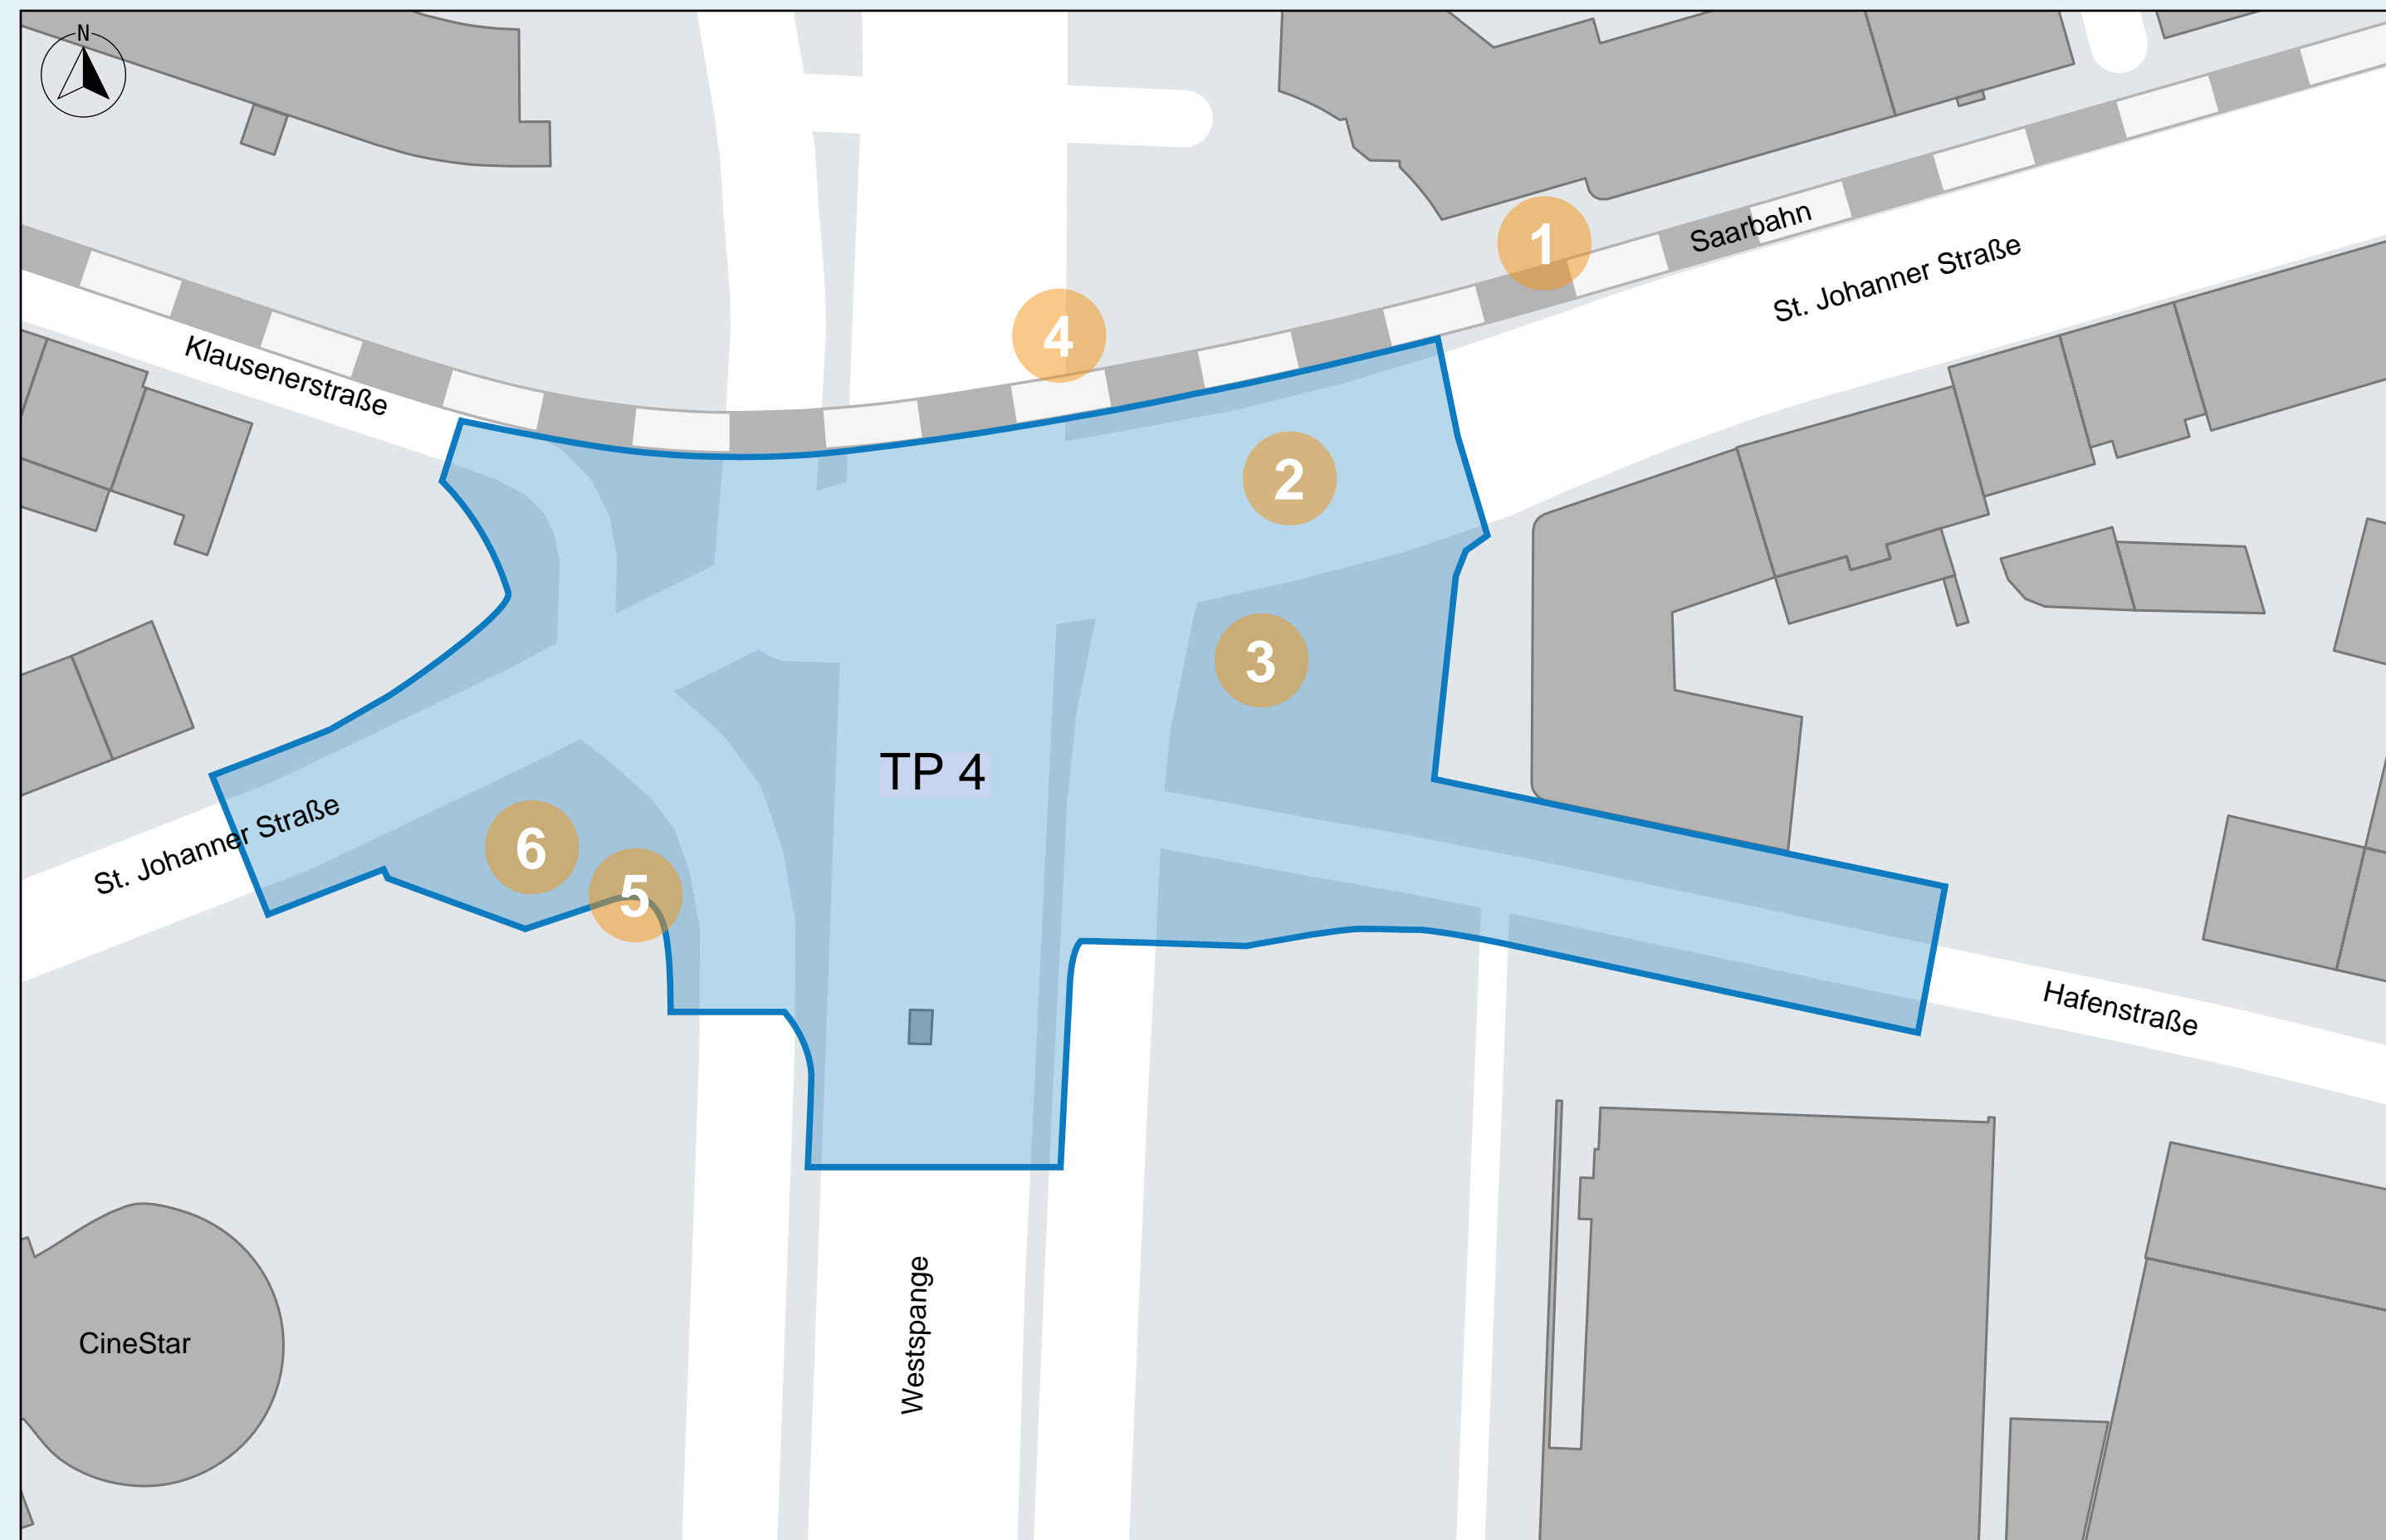 N
1
Saarbahn
St. Johanner Straße
4
Klausenerstraße
2
3
TP 4
St. Johanner Straße
6
5
Hafenstraße
Westspange
CineStar